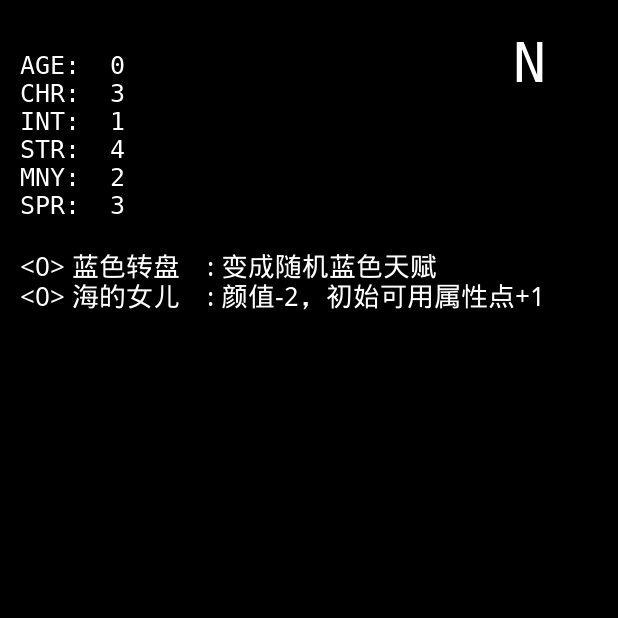 N
AGE: 0
CHR: 3
INT: 1
STR: 4
MNY: 2
SPR: 3
<O> 蓝色转盘 : 变成随机蓝色天赋
<O> 海的女儿 : 颜值-2，初始可用属性点+1